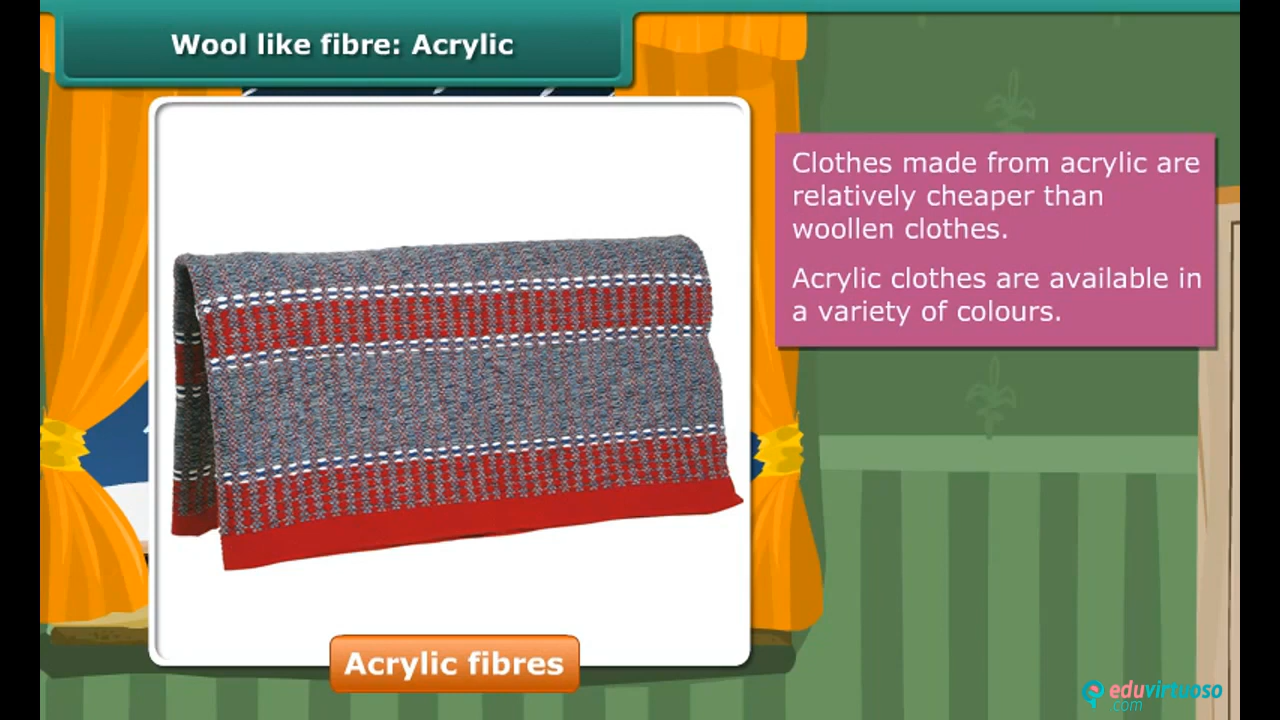 Wool like fibre: Acrylic
Clothes made from acrylic are
relatively cheaper than
woollen clothes.
Acrylic clothes are available in
a variety of colours.
Acrylic fibres
eduvirtuoso
com